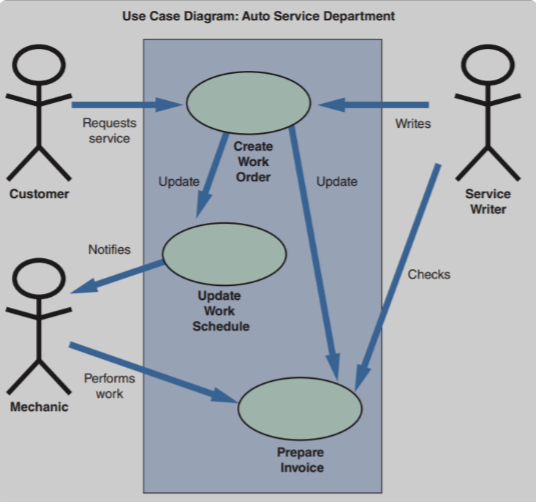 Use Case Diagram: Auto Service Department
Requests
service
Writes
Create
Work
Order
Customer
Update
Update
Service
Writer
Notifies
Checks
Update
Work
Schedule
Performs
work
Mechanic
Prepare
Invoice